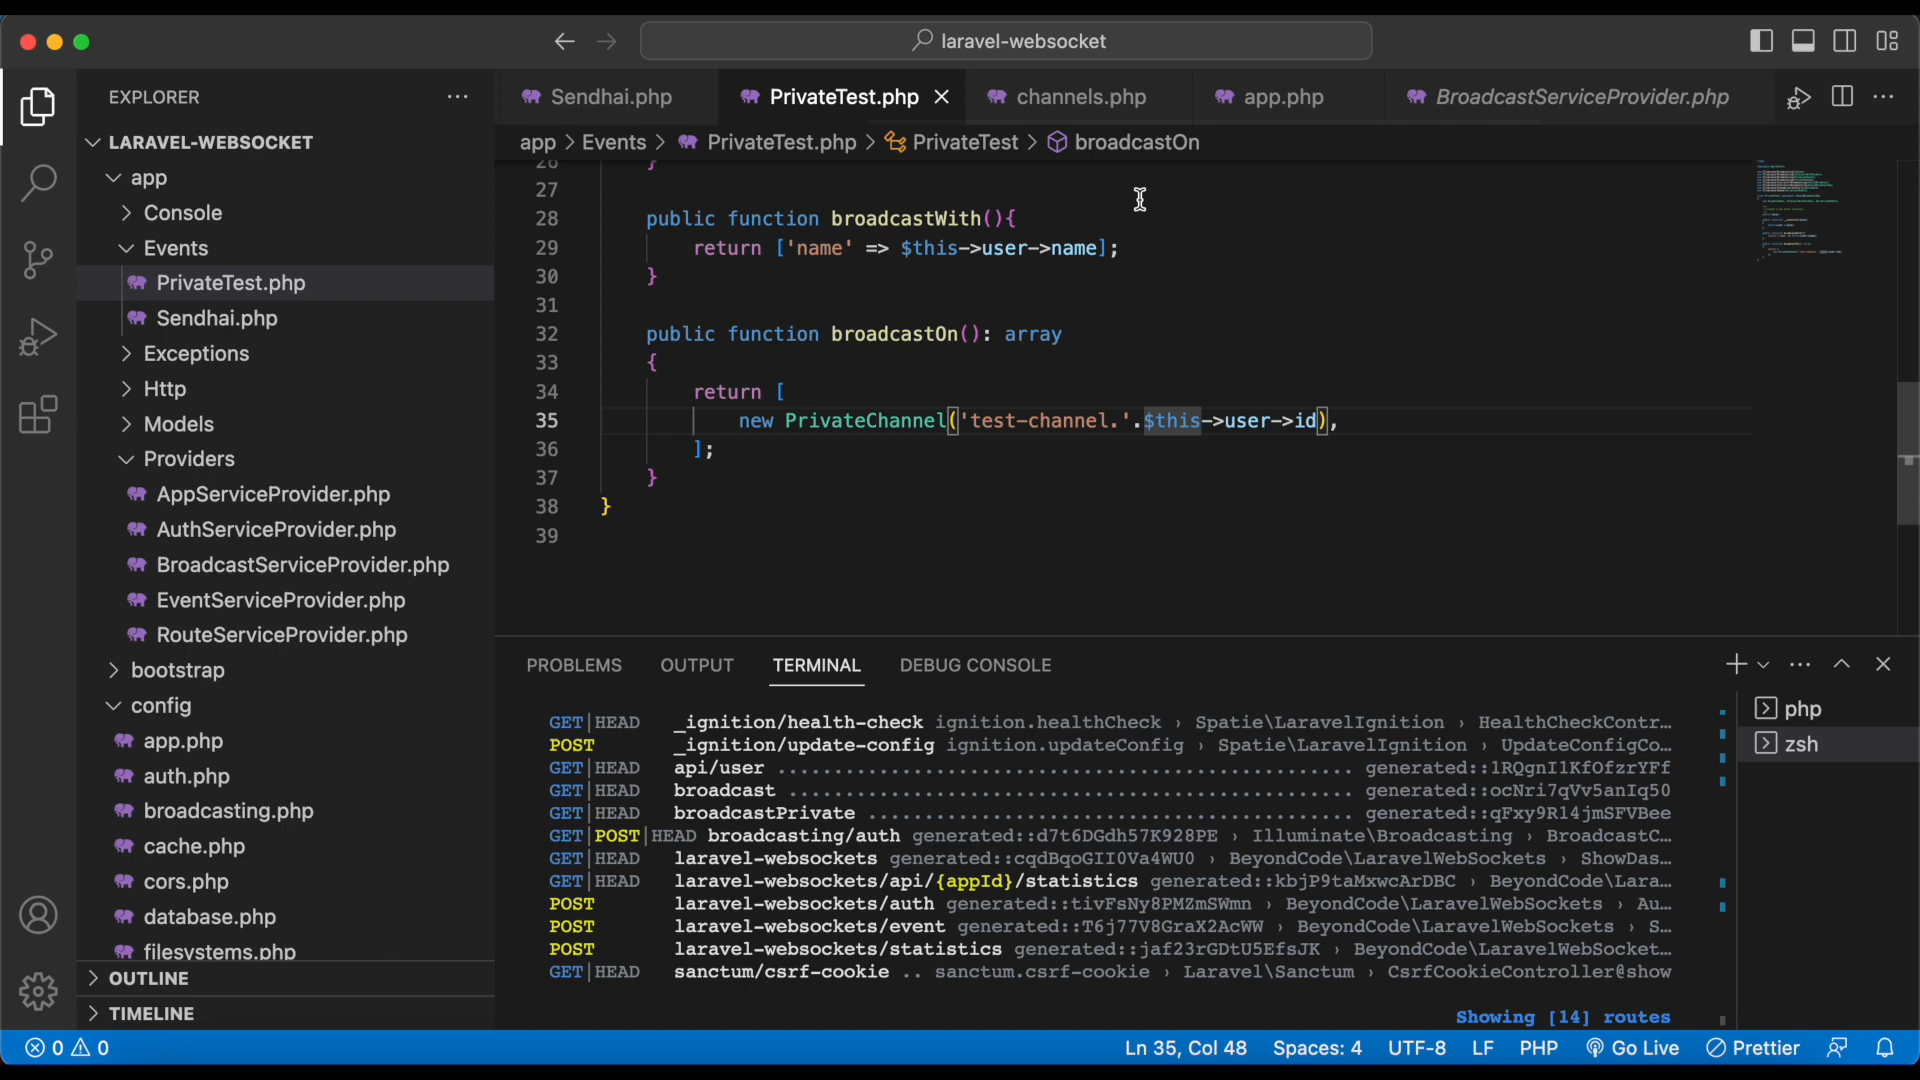 laravel-websocket
EXPLORER
LARAVEL-WEBSOCKET
app
Console
Events
PrivateTest.php
Sendhai.php
Exceptions
Http
Models
Providers
AppServiceProvider.php
AuthServiceProvider.php
BroadcastServiceProvider.php
EventServiceProvider.php
RouteServiceProvider.php
bootstrap
config
app.php
auth.php
broadcasting.php
cache.php
cors.php
database.php
filesystems.php
OUTLINE
TIMELINE
Sendhai.php PrivateTest.php channels.php app.php BroadcastServiceProvider.php
app > Events > PrivateTest.php > PrivateTest > broadcastOn
26 }
27
28 public function broadcastWith(){
29 return ['name' => $this->user->name];
30 }
31
32 public function broadcastOn(): array
33 {
34 return [
35 new PrivateChannel('test-channel.'.$this->user->id),
36 ];
37 }
38 }
39
PROBLEMS OUTPUT TERMINAL DEBUG CONSOLE
GET|HEAD _ignition/health-check ignition.healthCheck › Spatie\LaravelIgnition › HealthCheckContr…
POST _ignition/update-config ignition.updateConfig › Spatie\LaravelIgnition › UpdateConfigCo…
GET|HEAD api/user ................................................... generated::1RQgnI1KfOfzrYFf
GET|HEAD broadcast .................................................. generated::ocNri7qVv5anIq50
GET|HEAD broadcastPrivate ........................................... generated::qFxy9R14jmSFVBee
GET|POST|HEAD broadcasting/auth generated::d7t6DGdh57K928PE › Illuminate\Broadcasting › BroadcastC…
GET|HEAD laravel-websockets generated::cqdBqoGII0Va4WU0 › BeyondCode\LaravelWebSockets › ShowDas…
GET|HEAD laravel-websockets/api/{appId}/statistics generated::kbjP9taMxwcArDBC › BeyondCode\Lara…
POST laravel-websockets/auth generated::tivFsNy8PMZmSWmn › BeyondCode\LaravelWebSockets › Au…
POST laravel-websockets/event generated::T6j77V8GraX2AcWW › BeyondCode\LaravelWebSockets › S…
POST laravel-websockets/statistics generated::jaf23rGDtU5EfsJK › BeyondCode\LaravelWebSocket…
GET|HEAD sanctum/csrf-cookie .. sanctum.csrf-cookie › Laravel\Sanctum › CsrfCookieController@show
Showing [14] routes
php
zsh
0 0 Ln 35, Col 48 Spaces: 4 UTF-8 LF PHP Go Live Prettier